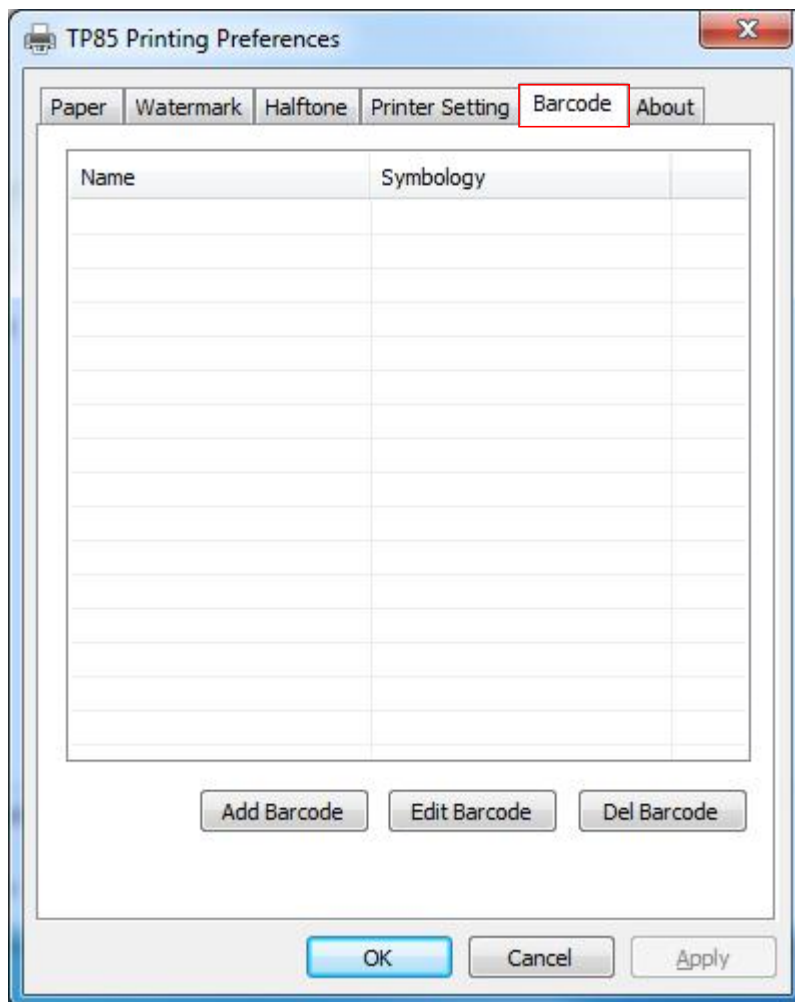 TP85 Printing Preferences
Paper Watermark Halftone Printer Setting Barcode About
Name Symbology
Add Barcode Edit Barcode Del Barcode
OK Cancel Apply